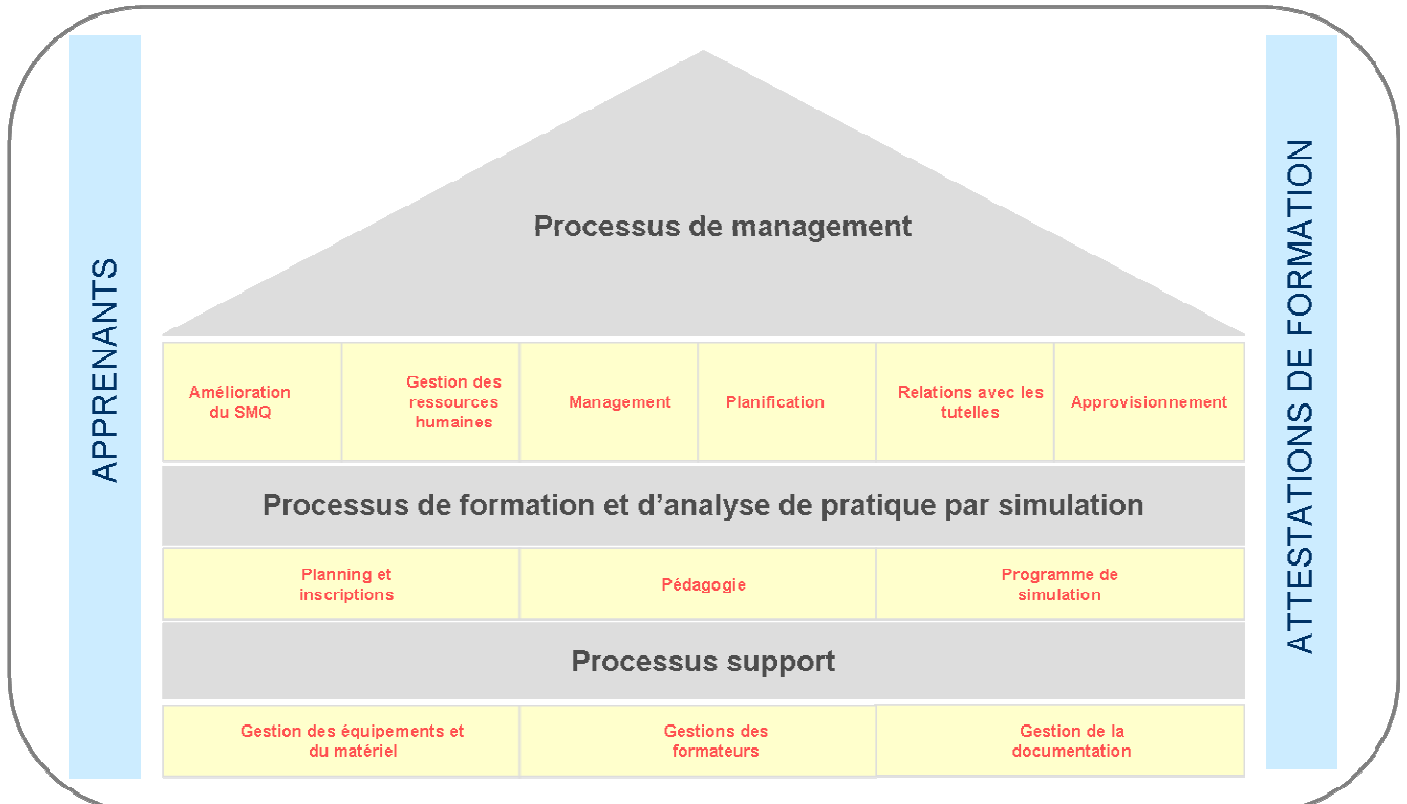 APPRENANTS
Processus de management
Amélioration
du SMQ
Gestion des
ressources
humaines
Management
Planification
Relations avec les
tutelles
Approvisionnement
Processus de formation et d’analyse de pratique par simulation
Planning et
inscriptions
Pédagogie
Programme de
simulation
Processus support
Gestion des équipements et
du matériel
Gestions des
formateurs
Gestion de la
documentation
ATTESTATIONS DE FORMATION